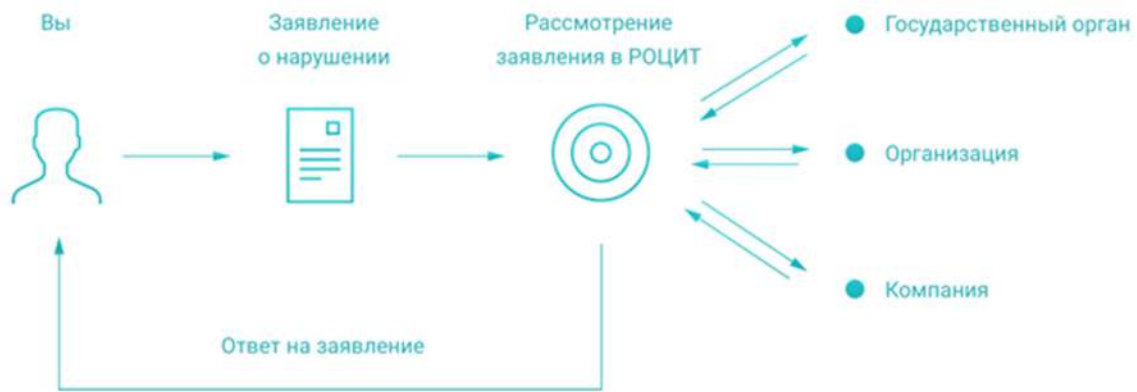 Вы
Заявление
о нарушении
Рассмотрение
заявления в РОЦИТ
Государственный орган
Организация
Компания
Ответ на заявление